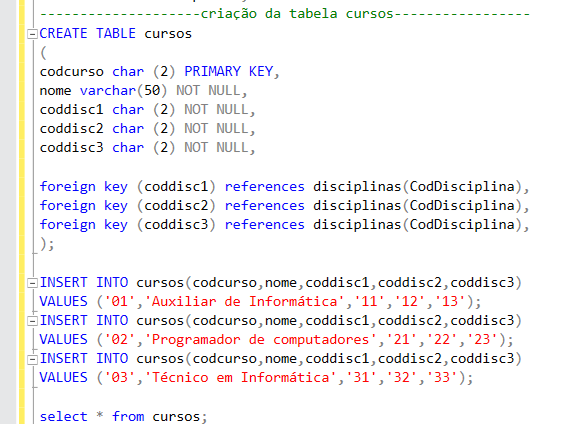 --------------------criação da tabela cursos-----------------
CREATE TABLE cursos
(
codcurso char (2) PRIMARY KEY,
nome varchar(50) NOT NULL,
coddisc1 char (2) NOT NULL,
coddisc2 char (2) NOT NULL,
coddisc3 char (2) NOT NULL,
foreign key (coddisc1) references disciplinas(CodDisciplina),
foreign key (coddisc2) references disciplinas(CodDisciplina),
foreign key (coddisc3) references disciplinas(CodDisciplina),
);
INSERT INTO cursos(codcurso,nome,coddisc1,coddisc2,coddisc3)
VALUES ('01','Auxiliar de Informática','11','12','13');
INSERT INTO cursos(codcurso,nome,coddisc1,coddisc2,coddisc3)
VALUES ('02','Programador de computadores','21','22','23');
INSERT INTO cursos(codcurso,nome,coddisc1,coddisc2,coddisc3)
VALUES ('03','Técnico em Informática','31','32','33');
select * from cursos;